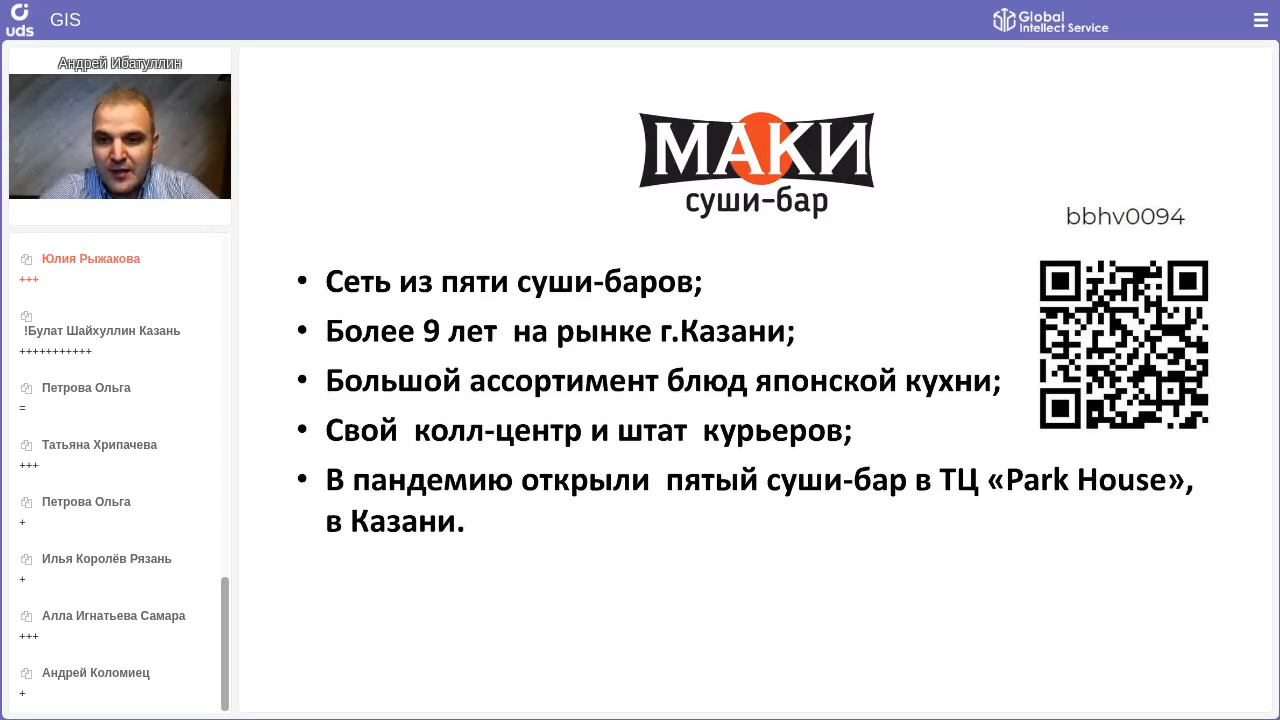 uds
GIS
Global
Intellect Service
Андрей Ибатуллин
Юлия Рыжакова
+++
!Булат Шайхуллин Казань
+++++++++++
Петрова Ольга
=
Татьяна Хрипачева
+++
Петрова Ольга
+
Илья Королёв Рязань
+
Алла Игнатьева Самара
+++
Андрей Коломиец
+
МАКИ
суши-бар
bbhv0094
• Сеть из пяти суши-баров;
• Более 9 лет на рынке г.Казани;
• Большой ассортимент блюд японской кухни;
• Свой колл-центр и штат курьеров;
• В пандемию открыли пятый суши-бар в ТЦ «Park House»,
в Казани.